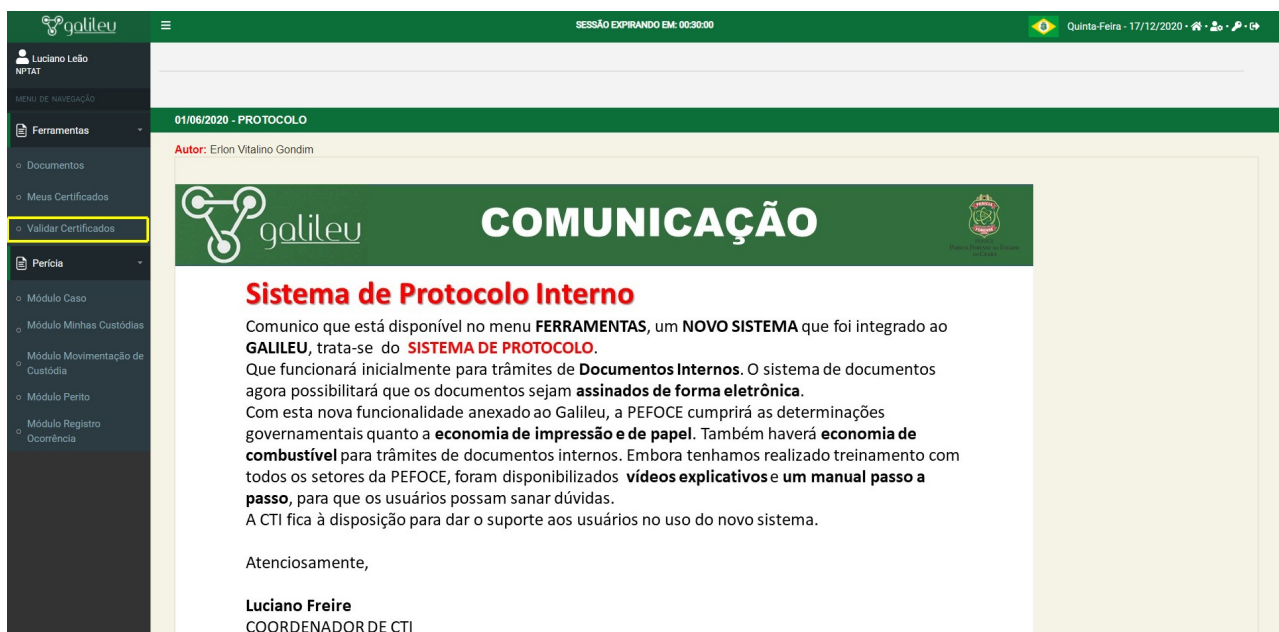 galileu
SESSÃO EXPIRANDO EM: 00:30:00
Quinta-Feira - 17/12/2020
Luciano Leão
NPTAT
MENU DE NAVEGAÇÃO
Ferramentas
Documentos
Meus Certificados
Validar Certificados
Perícia
Módulo Caso
Módulo Minhas Custódias
Módulo Movimentação de
Custódia
Módulo Perito
Módulo Registro
Ocorrência
01/06/2020 - PROTOCOLO
Autor: Erlon Vitalino Gondim
galileu
COMUNICAÇÃO
Sistema de Protocolo Interno
Comunico que está disponível no menu FERRAMENTAS, um NOVO SISTEMA que foi integrado ao
GALILEU, trata-se do SISTEMA DE PROTOCOLO.
Que funcionará inicialmente para trâmites de Documentos Internos. O sistema de documentos
agora possibilitará que os documentos sejam assinados de forma eletrônica.
Com esta nova funcionalidade anexado ao Galileu, a PEFOCE cumprirá as determinações
governamentais quanto a economia de impressão e de papel. Também haverá economia de
combustível para trâmites de documentos internos. Embora tenhamos realizado treinamento com
todos os setores da PEFOCE, foram disponibilizados vídeos explicativos e um manual passo a
passo, para que os usuários possam sanar dúvidas.
A CTI fica à disposição para dar o suporte aos usuários no uso do novo sistema.
Atenciosamente,
Luciano Freire
COORDENADOR DE CTI